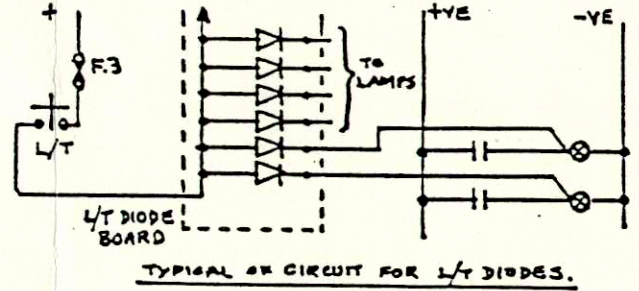 +
F.3
L/T
TO
LAMPS
+VE
-VE
L/T DIODE
BOARD
TYPICAL OF CIRCUIT FOR L/T DIODES.